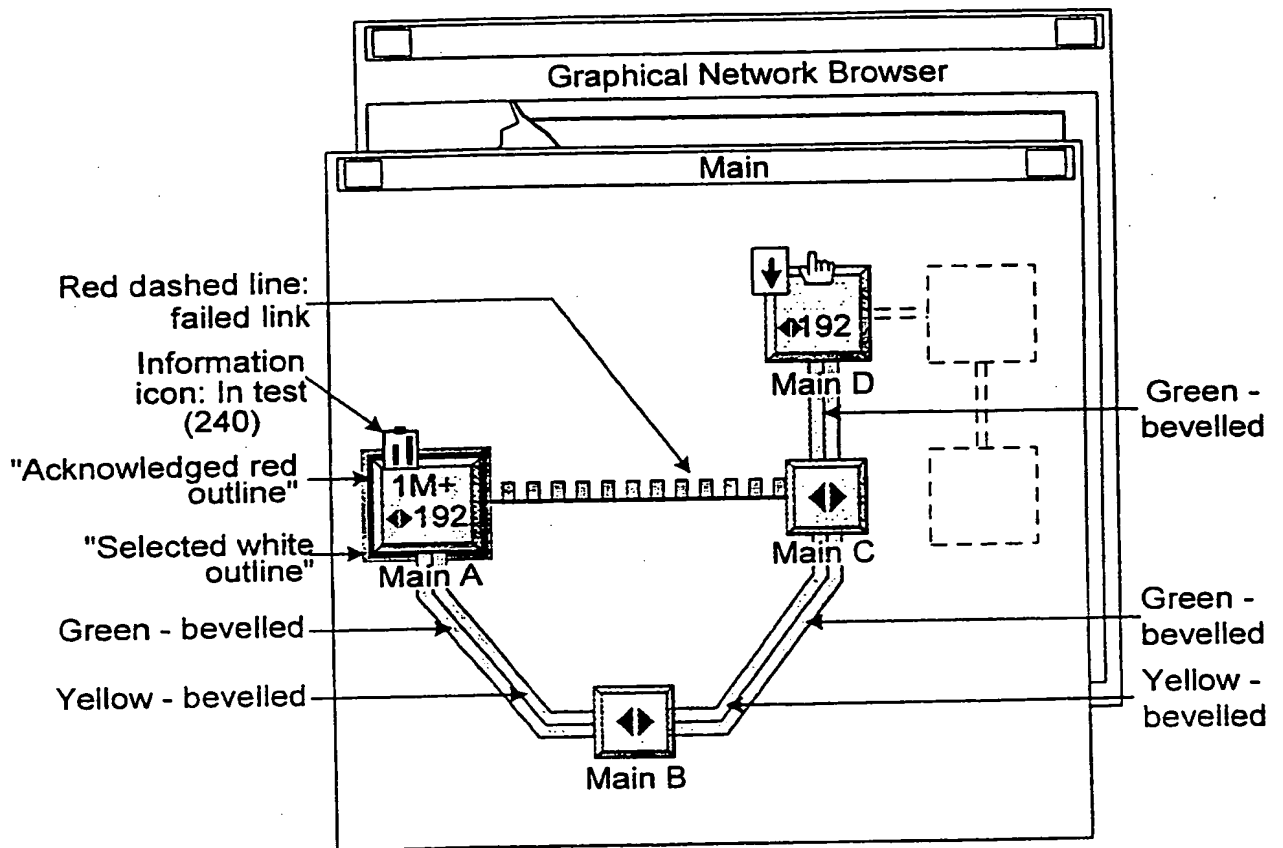 Graphical Network Browser
Main
Red dashed line:
failed link
Information
icon: In test
(240)
"Acknowledged red
outline"
"Selected white
outline"
Green - bevelled
Yellow - bevelled
1M+
192
Main A
192
Main D
Main C
Main B
Green -
bevelled
Green -
bevelled
Yellow -
bevelled